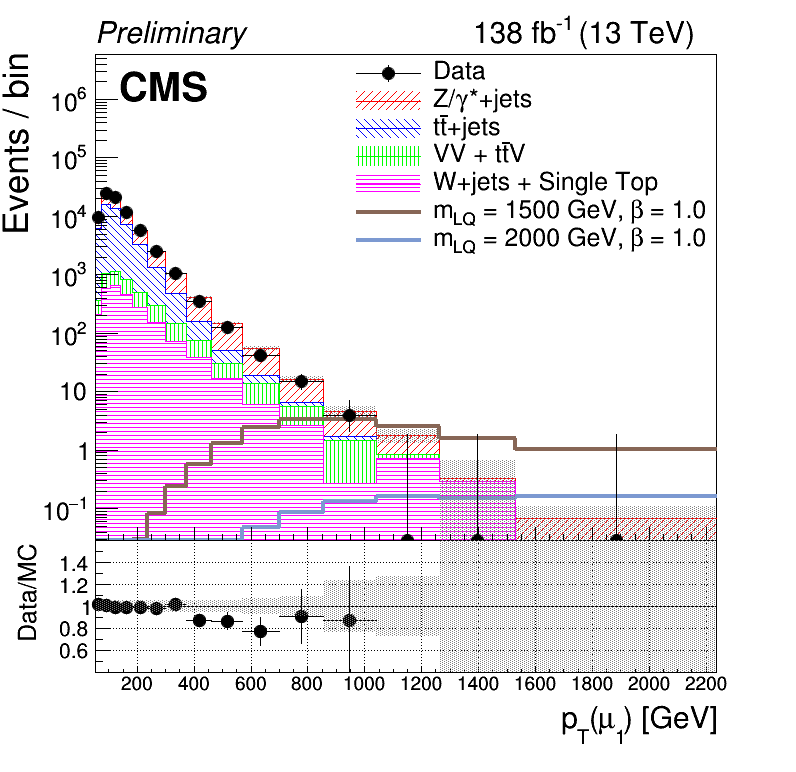 Preliminary 138 fb⁻¹ (13 TeV)
CMS
Events / bin
10⁶
10⁵
10⁴
10³
10²
10
1
10⁻¹
Data
Z/γ*+jets
tt̄+jets
VV + tt̄V
W+jets + Single Top
m_LQ = 1500 GeV, β = 1.0
m_LQ = 2000 GeV, β = 1.0
Data/MC
1.4
1.2
1
0.8
0.6
200 400 600 800 1000 1200 1400 1600 1800 2000 2200
p_T(μ_1) [GeV]